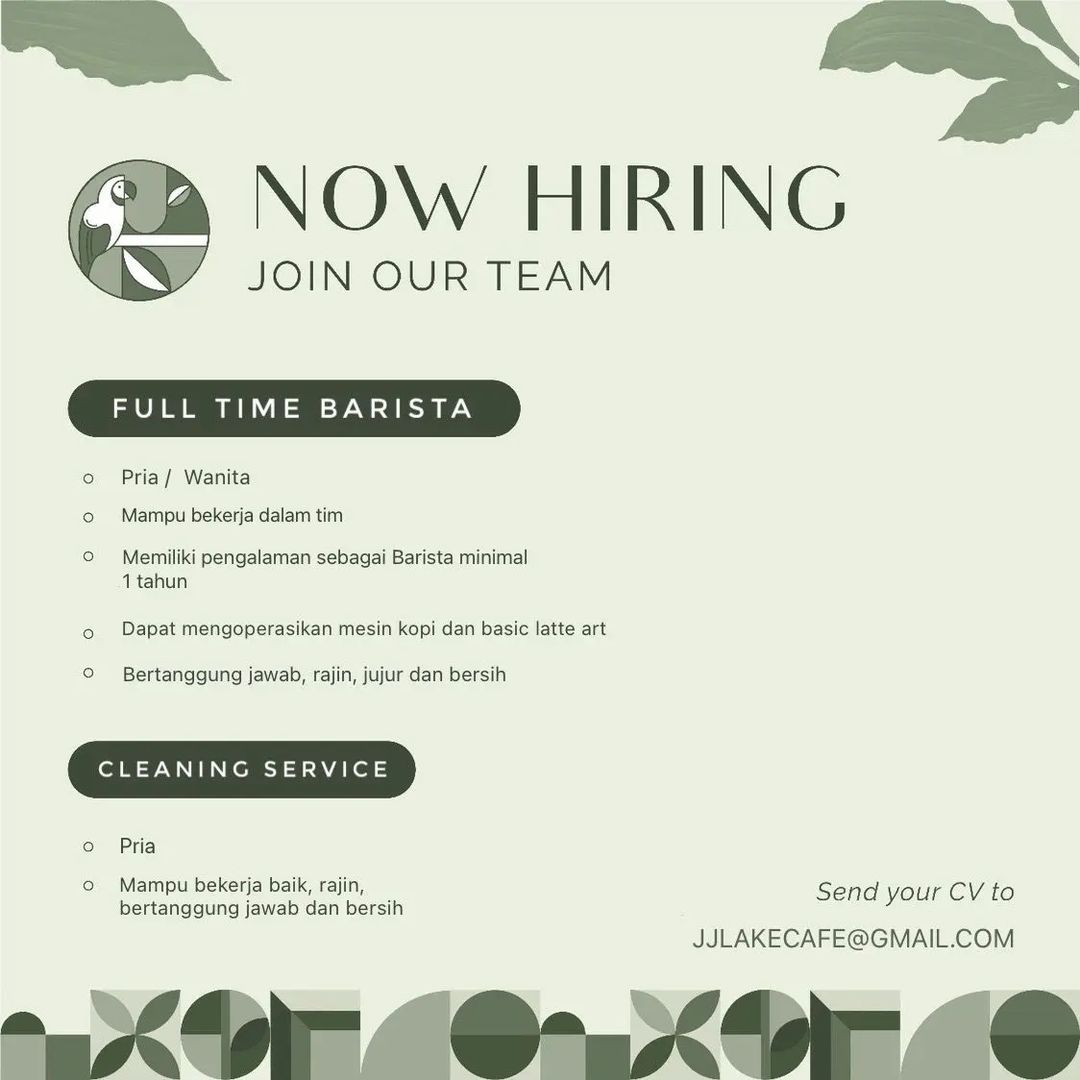 NOW HIRING
JOIN OUR TEAM
FULL TIME BARISTA
Pria / Wanita
Mampu bekerja dalam tim
Memiliki pengalaman sebagai Barista minimal
1 tahun
Dapat mengoperasikan mesin kopi dan basic latte art
Bertanggung jawab, rajin, jujur dan bersih
CLEANING SERVICE
Pria
Mampu bekerja baik, rajin,
bertanggung jawab dan bersih
Send your CV to
JJLAKECAFE@GMAIL.COM